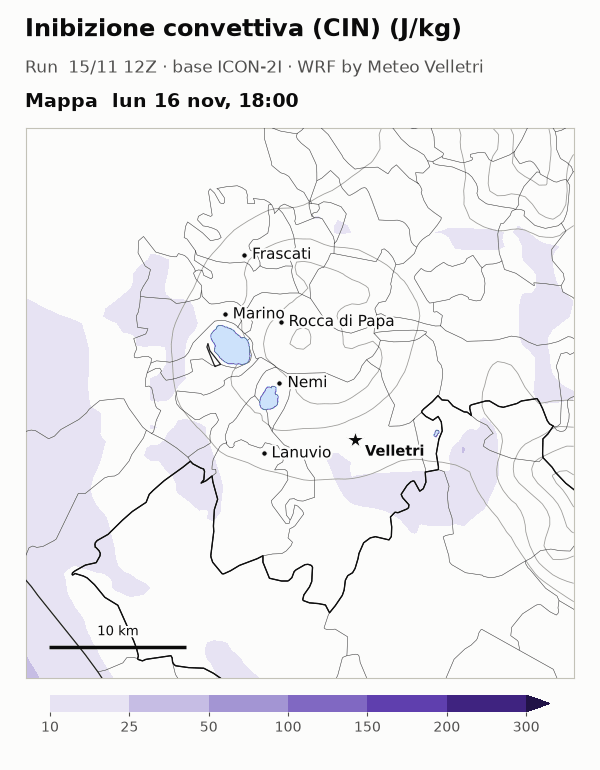 Inibizione convettiva (CIN) (J/kg)
Run  15/11 12Z · base ICON-2I · WRF by Meteo Velletri
Mappa  lun 16 nov, 18:00
Frascati
Marino
Rocca di Papa
Nemi
Velletri
Lanuvio
10 km
10 25 50 100 150 200 300